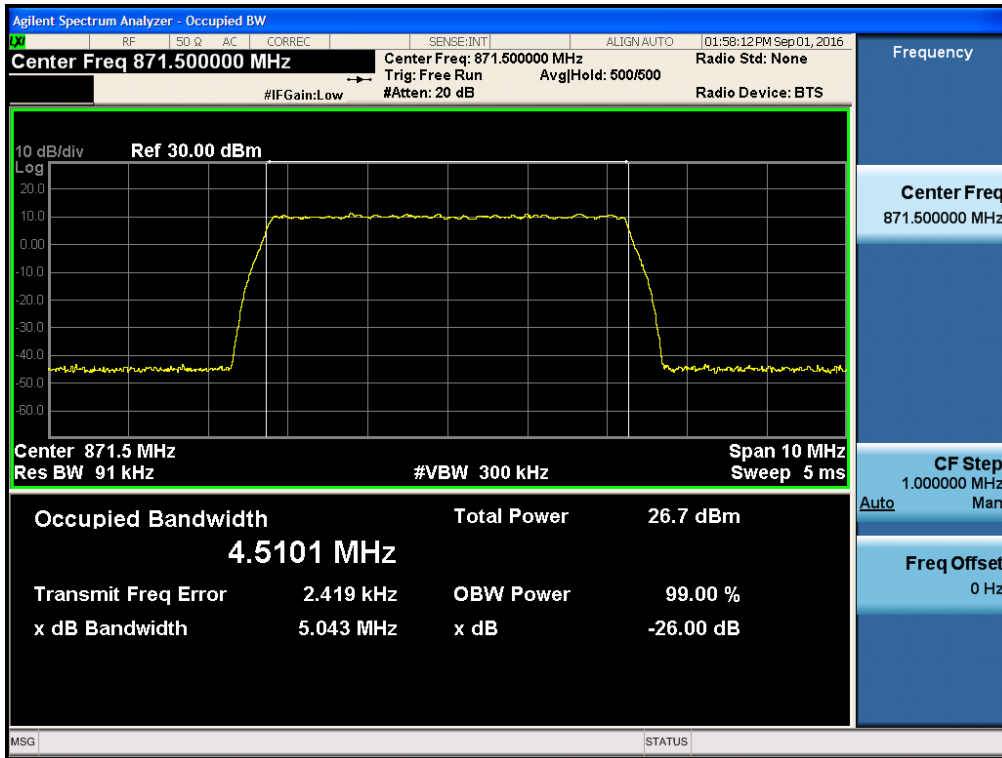 Agilent Spectrum Analyzer - Occupied BW
LXI RF 50 Ω AC CORREC SENSE:INT ALIGN AUTO 01:58:12 PM Sep 01, 2016
Center Freq 871.500000 MHz
Center Freq: 871.500000 MHz
Radio Std: None
Trig: Free Run Avg|Hold: 500/500
#IFGain:Low
#Atten: 20 dB
Radio Device: BTS
10 dB/div Ref 30.00 dBm
Log
20.0
10.0
0.00
-10.0
-20.0
-30.0
-40.0
-50.0
-60.0
Center 871.5 MHz Span 10 MHz
Res BW 91 kHz #VBW 300 kHz Sweep 5 ms
Occupied Bandwidth Total Power 26.7 dBm
4.5101 MHz
Transmit Freq Error 2.419 kHz OBW Power 99.00 %
x dB Bandwidth 5.043 MHz x dB -26.00 dB
MSG STATUS
Frequency
Center Freq
871.500000 MHz
CF Step
1.000000 MHz
Auto Man
Freq Offset
0 Hz